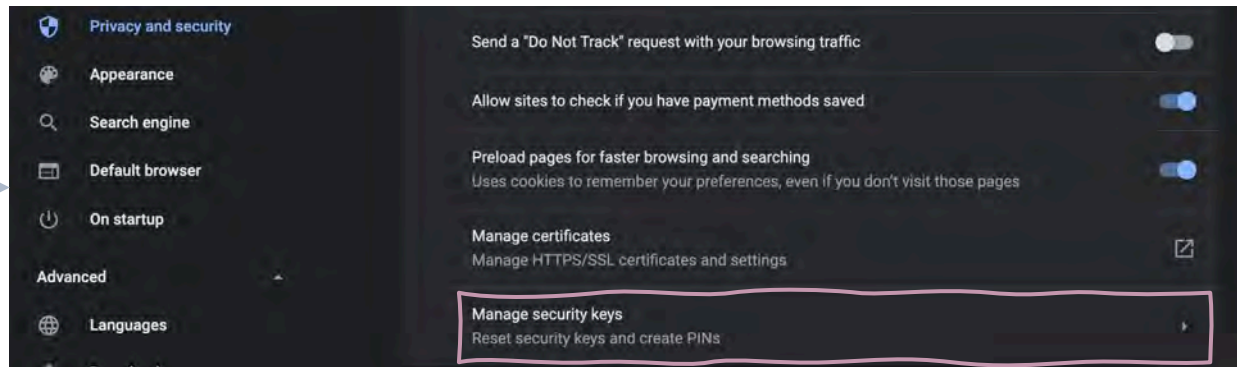 Privacy and security
Appearance
Search engine
Default browser
On startup
Advanced
Languages
Send a "Do Not Track" request with your browsing traffic
Allow sites to check if you have payment methods saved
Preload pages for faster browsing and searching
Uses cookies to remember your preferences, even if you don't visit those pages
Manage certificates
Manage HTTPS/SSL certificates and settings
Manage security keys
Reset security keys and create PINs